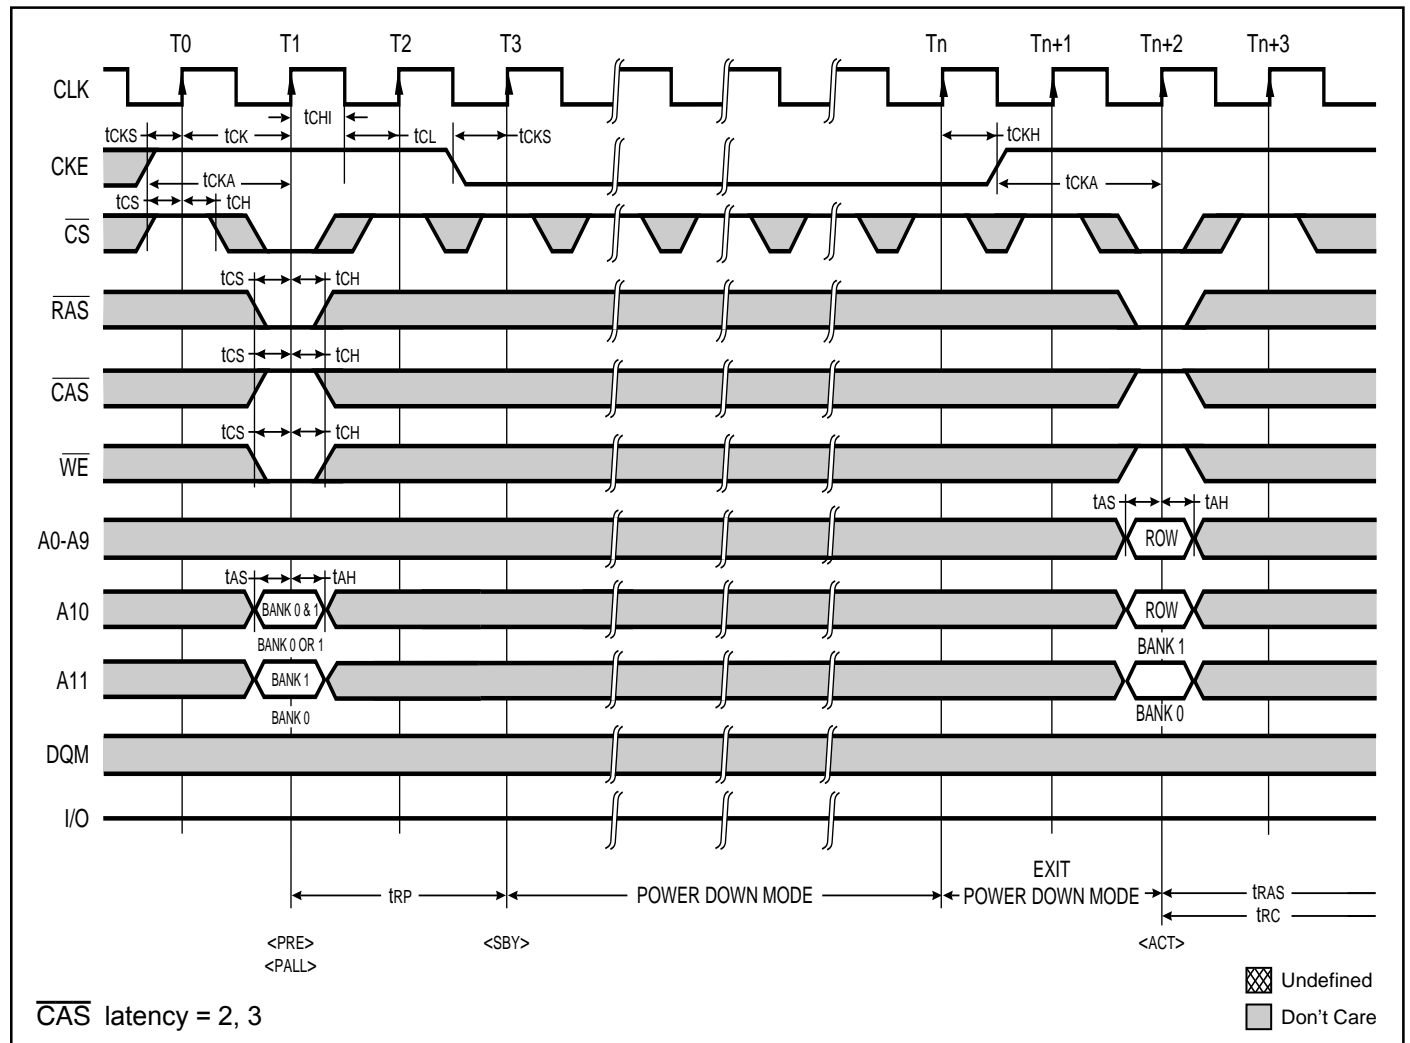 T0 T1 T2 T3 Tn Tn+1 Tn+2 Tn+3
CLK
tCHI
tCKS tCK tCL tCKS tCKH
CKE
tCKA tCKA
tCS tCH
CS
tCS tCH
RAS
tCS tCH
CAS
tCS tCH
WE
tAS tAH
A0-A9 ROW
tAS tAH
A10 BANK 0 & 1 ROW
BANK 0 OR 1 BANK 1
A11 BANK 1
BANK 0 BANK 0
DQM
I/O
EXIT
tRP POWER DOWN MODE POWER DOWN MODE tRAS
tRC
<PRE> <SBY> <ACT>
<PALL>
Undefined
CAS latency = 2, 3 Don't Care